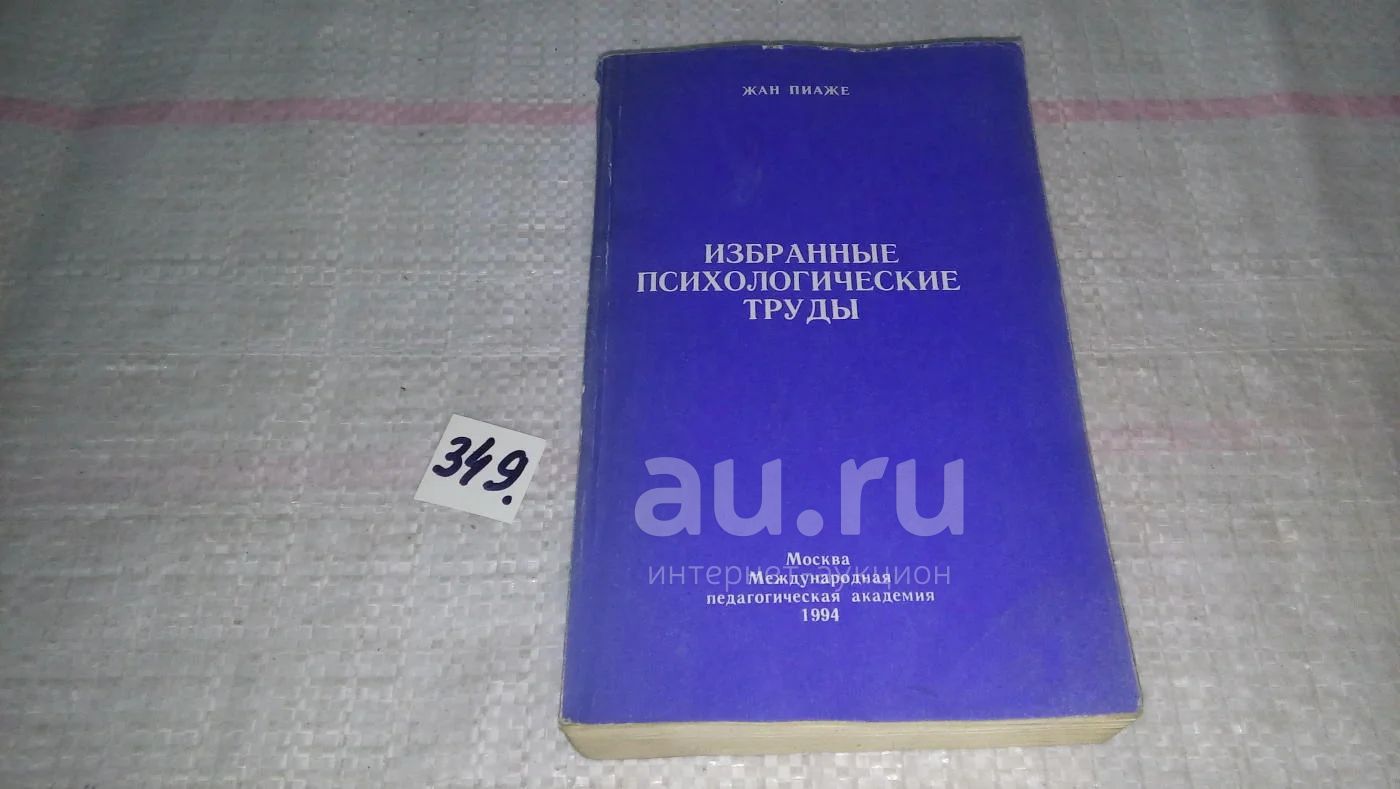 ЖАН ПИАЖЕ
ИЗБРАННЫЕ
ПСИХОЛОГИЧЕСКИЕ
ТРУДЫ
349.
au.ru
интернет-аукцион
Москва
Международная
педагогическая академия
1994